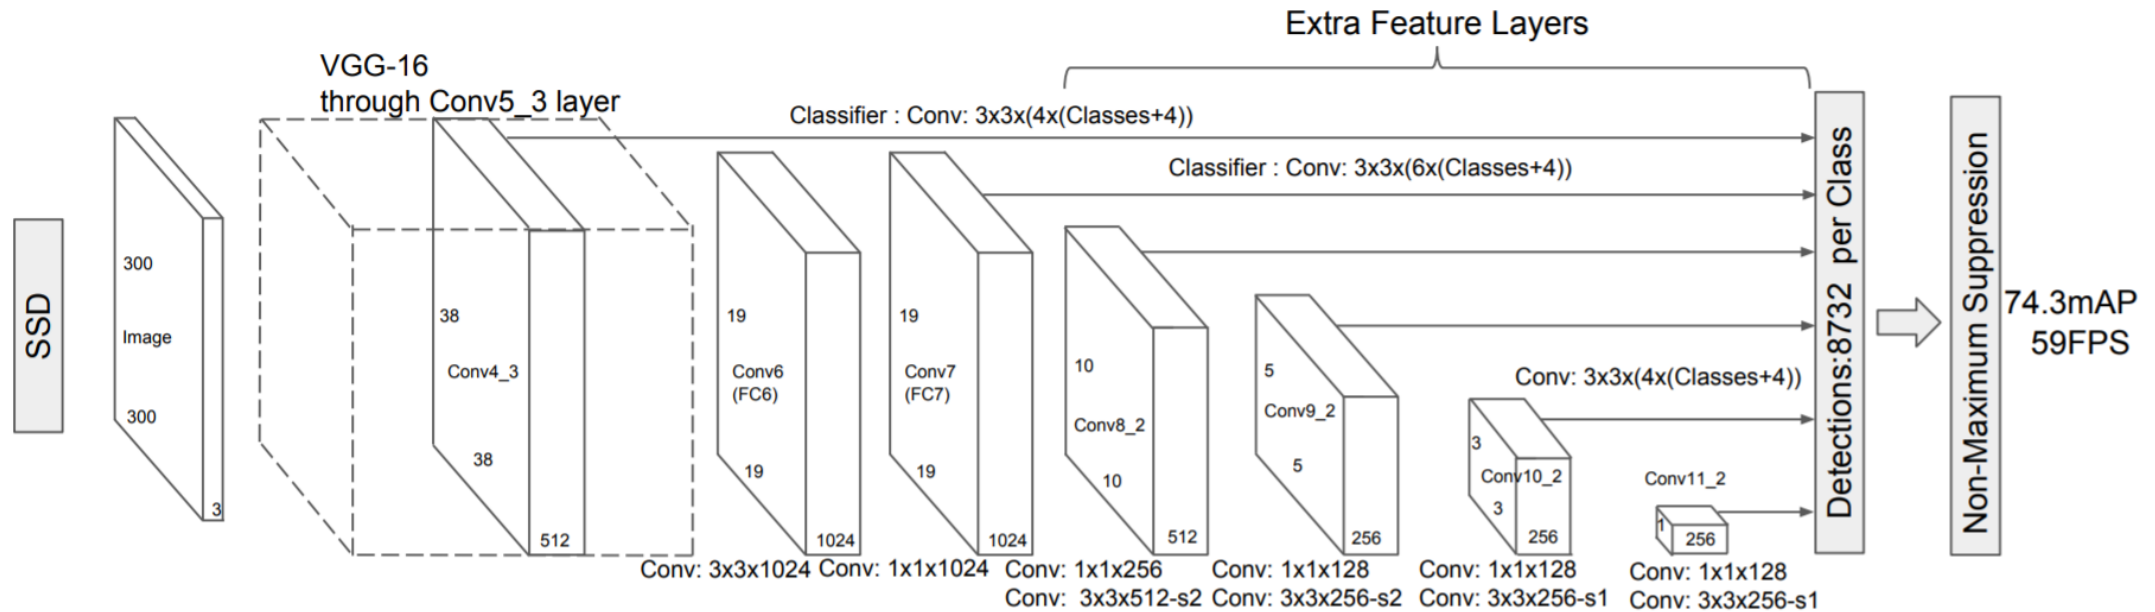 Extra Feature Layers
VGG-16
through Conv5_3 layer
Classifier : Conv: 3x3x(4x(Classes+4))
Classifier : Conv: 3x3x(6x(Classes+4))
SSD
300
Image
300
3
38
Conv4_3
38
512
19
Conv6
(FC6)
19
1024
19
Conv7
(FC7)
19
1024
10
Conv8_2
10
512
5
Conv9_2
5
256
Conv: 3x3x(4x(Classes+4))
3
Conv10_2
3
256
Conv11_2
1
256
Detections:8732 per Class
Non-Maximum Suppression
74.3mAP
59FPS
Conv: 3x3x1024
Conv: 1x1x1024
Conv: 1x1x256
Conv: 3x3x512-s2
Conv: 1x1x128
Conv: 3x3x256-s2
Conv: 1x1x128
Conv: 3x3x256-s1
Conv: 1x1x128
Conv: 3x3x256-s1